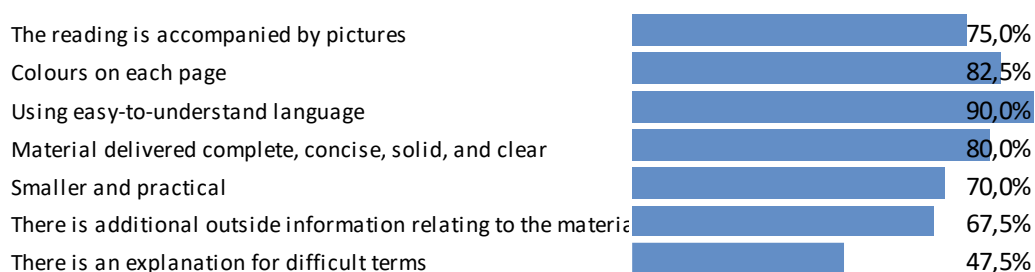 The reading is accompanied by pictures 75,0%
Colours on each page 82,5%
Using easy-to-understand language 90,0%
Material delivered complete, concise, solid, and clear 80,0%
Smaller and practical 70,0%
There is additional outside information relating to the materia 67,5%
There is an explanation for difficult terms 47,5%